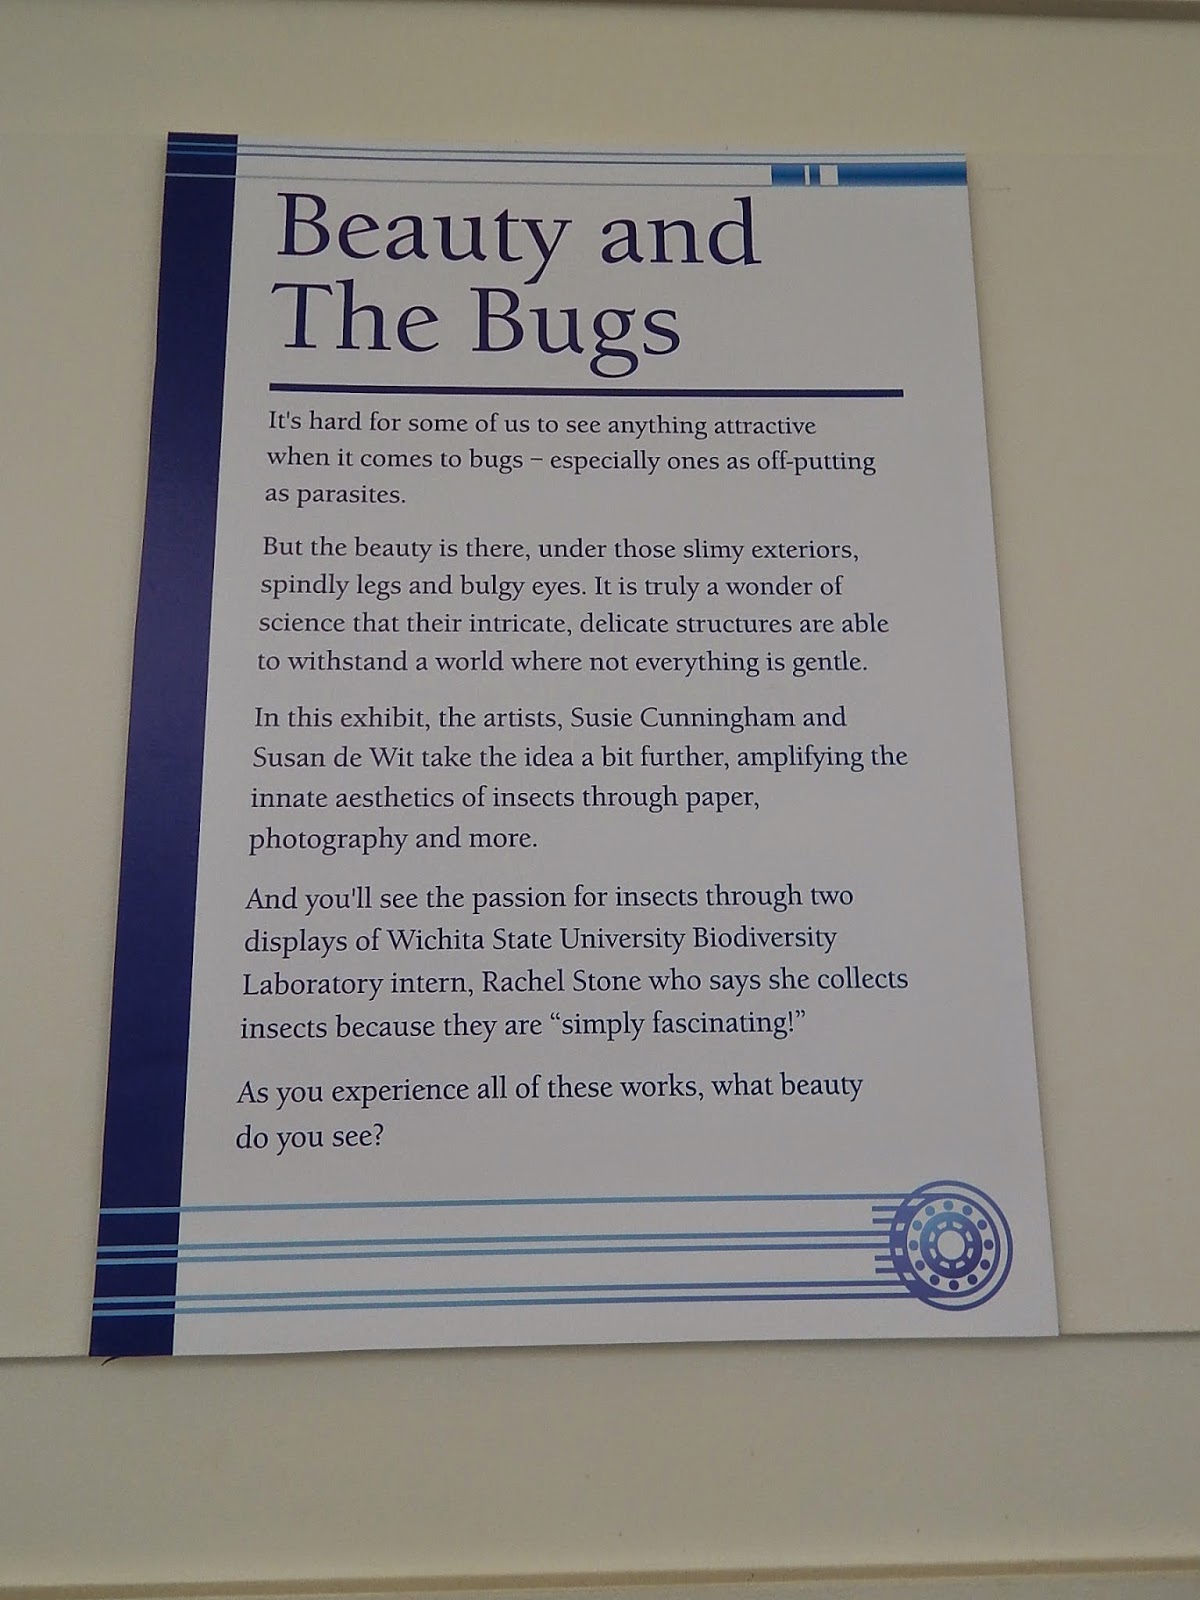 Beauty and
The Bugs
It's hard for some of us to see anything attractive
when it comes to bugs – especially ones as off-putting
as parasites.
But the beauty is there, under those slimy exteriors,
spindly legs and bulgy eyes. It is truly a wonder of
science that their intricate, delicate structures are able
to withstand a world where not everything is gentle.
In this exhibit, the artists, Susie Cunningham and
Susan de Wit take the idea a bit further, amplifying the
innate aesthetics of insects through paper,
photography and more.
And you'll see the passion for insects through two
displays of Wichita State University Biodiversity
Laboratory intern, Rachel Stone who says she collects
insects because they are “simply fascinating!”
As you experience all of these works, what beauty
do you see?